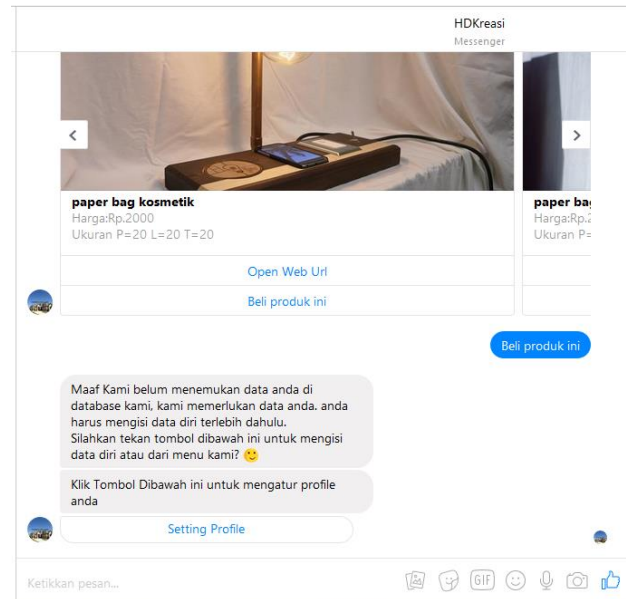 HDKreasi
Messenger
paper bag kosmetik
Harga:Rp.2000
Ukuran P=20 L=20 T=20
Open Web Url
Beli produk ini
paper
Harga:Rp.2
Ukuran P=
Beli produk ini
Maaf Kami belum menemukan data anda di
database kami, kami memerlukan data anda. anda
harus mengisi data diri terlebih dahulu.
Silahkan tekan tombol dibawah ini untuk mengisi
data diri atau dari menu kami? 🙂
Klik Tombol Dibawah ini untuk mengatur profile
anda
Setting Profile
Ketikkan pesan...
GIF